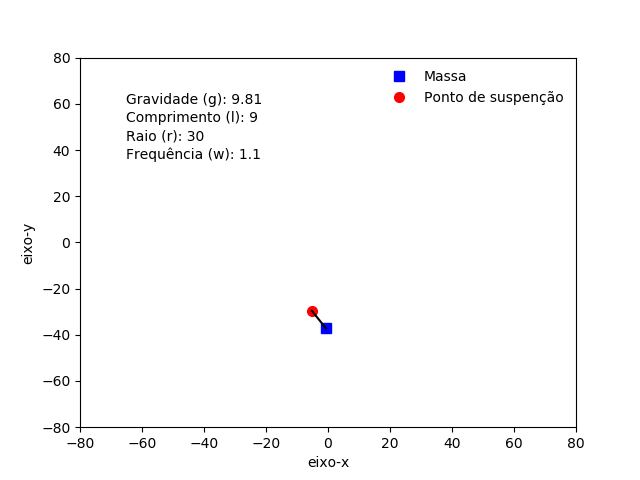 80
60
40
20
0
−20
−40
−60
−80
eixo-y
Gravidade (g): 9.81
Comprimento (l): 9
Raio (r): 30
Frequência (w): 1.1
Massa
Ponto de suspenção
−80 −60 −40 −20 0 20 40 60 80
eixo-x